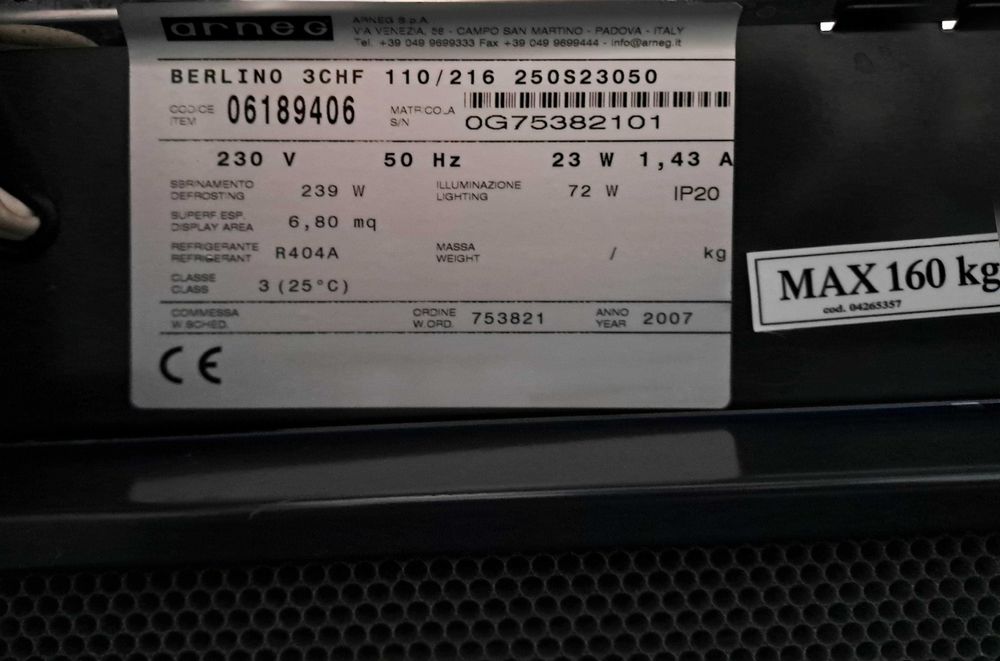 arneg
ARNEG S.p.A.
VIA VENEZIA, 58 - CAMPO SAN MARTINO - PADOVA - ITALY
Tel. +39 049 9699333 Fax +39 049 9699444 - info@arneg.it
BERLINO 3CHF 110/216 250S23050
CODICE
ITEM
06189406
MATRICOLA
S/N
0G75382101
230 V 50 Hz 23 W 1,43 A
SBRINAMENTO
DEFROSTING
239 W
ILLUMINAZIONE
LIGHTING
72 W IP20
SUPERF. ESP.
DISPLAY AREA
6,80 mq
REFRIGERANTE
REFRIGERANT
R404A
MASSA
WEIGHT
/ kg
CLASSE
CLASS
3 (25°C)
COMMESSA
W.SCHED.
ORDINE
W.ORD.
753821
ANNO
YEAR
2007
CE
MAX 160 kg
cod. 04265357